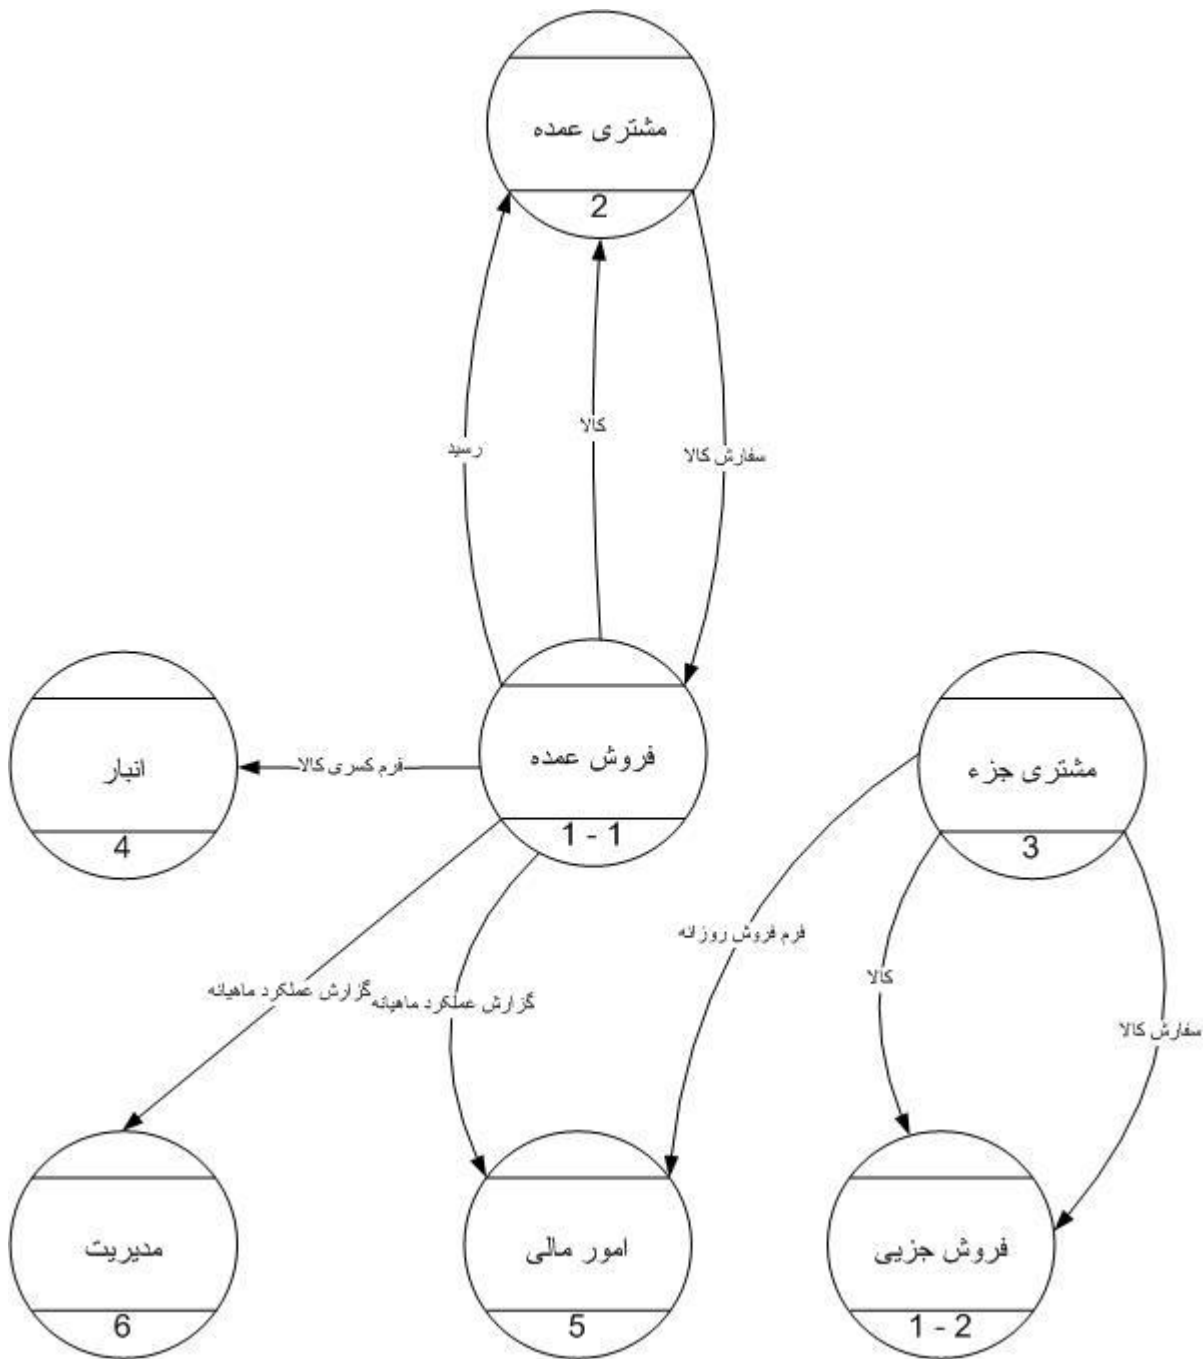 مشتری عمده
2
رسید
کالا
سفارش کالا
انبار
4
فرم کسری کالا
فروش عمده
1 - 1
مشتری جزء
3
گزارش عملکرد ماهیانه
گزارش عملکرد ماهیانه
فرم فروش روزانه
کالا
سفارش کالا
مدیریت
6
امور مالی
5
فروش جزیی
1 - 2